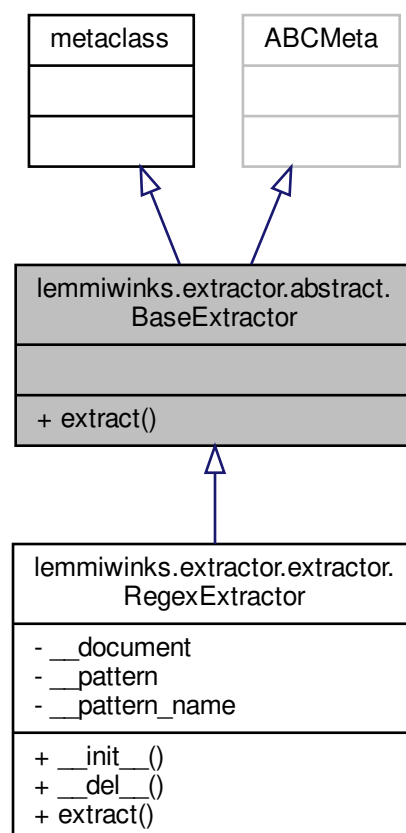 metaclass
ABCMeta
lemmiwinks.extractor.abstract.
BaseExtractor
+ extract()
lemmiwinks.extractor.extractor.
RegexExtractor
- __document
- __pattern
- __pattern_name
+ __init__()
+ __del__()
+ extract()